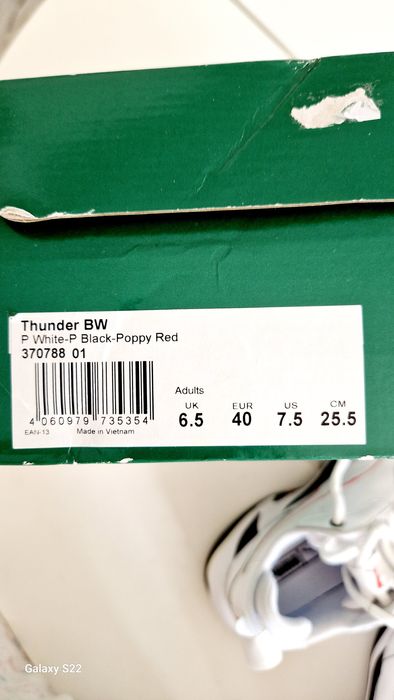 Thunder BW
P White-P Black-Poppy Red
370788 01
Adults
UK EUR US CM
6.5 40 7.5 25.5
4 060979 735354
EAN-13 Made in Vietnam
Galaxy S22